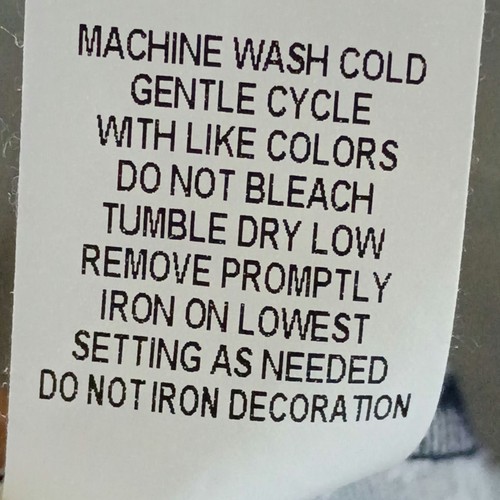 MACHINE WASH COLD
GENTLE CYCLE
WITH LIKE COLORS
DO NOT BLEACH
TUMBLE DRY LOW
REMOVE PROMPTLY
IRON ON LOWEST
SETTING AS NEEDED
DO NOT IRON DECORATION